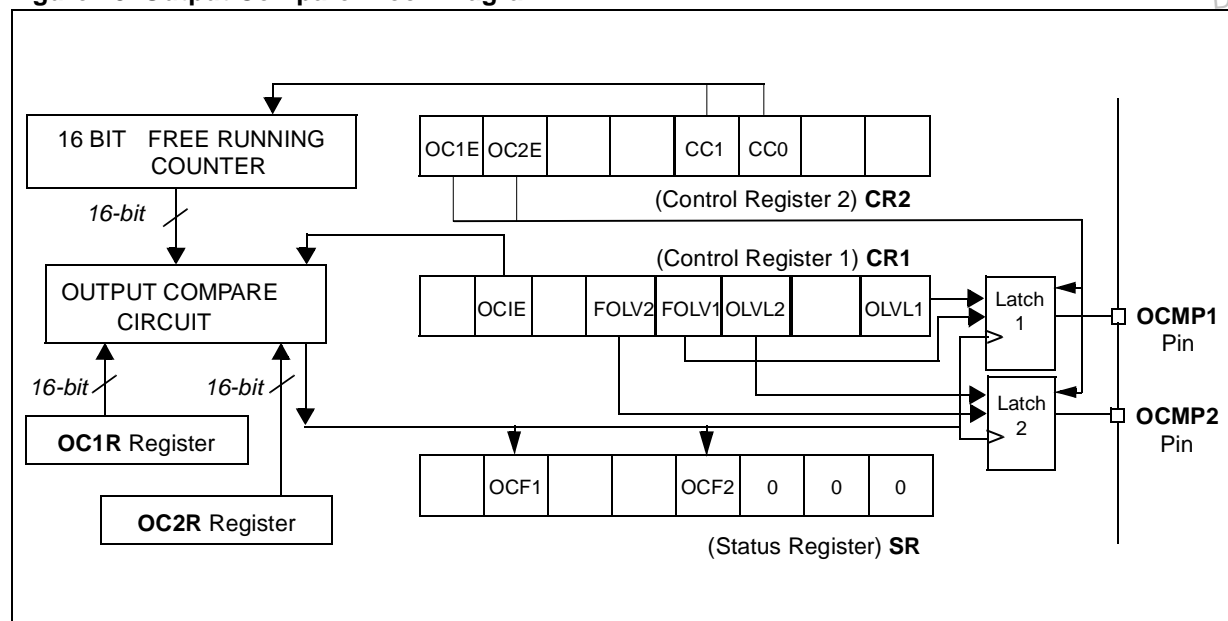 16 BIT FREE RUNNING
COUNTER
OC1E OC2E CC1 CC0
(Control Register 2) CR2
16-bit
(Control Register 1) CR1
OUTPUT COMPARE
CIRCUIT
OCIE FOLV2 FOLV1 OLVL2 OLVL1
Latch
1
OCMP1
Pin
16-bit 16-bit
Latch
2
OCMP2
Pin
OC1R Register
OCF1 OCF2 0 0 0
OC2R Register
(Status Register) SR